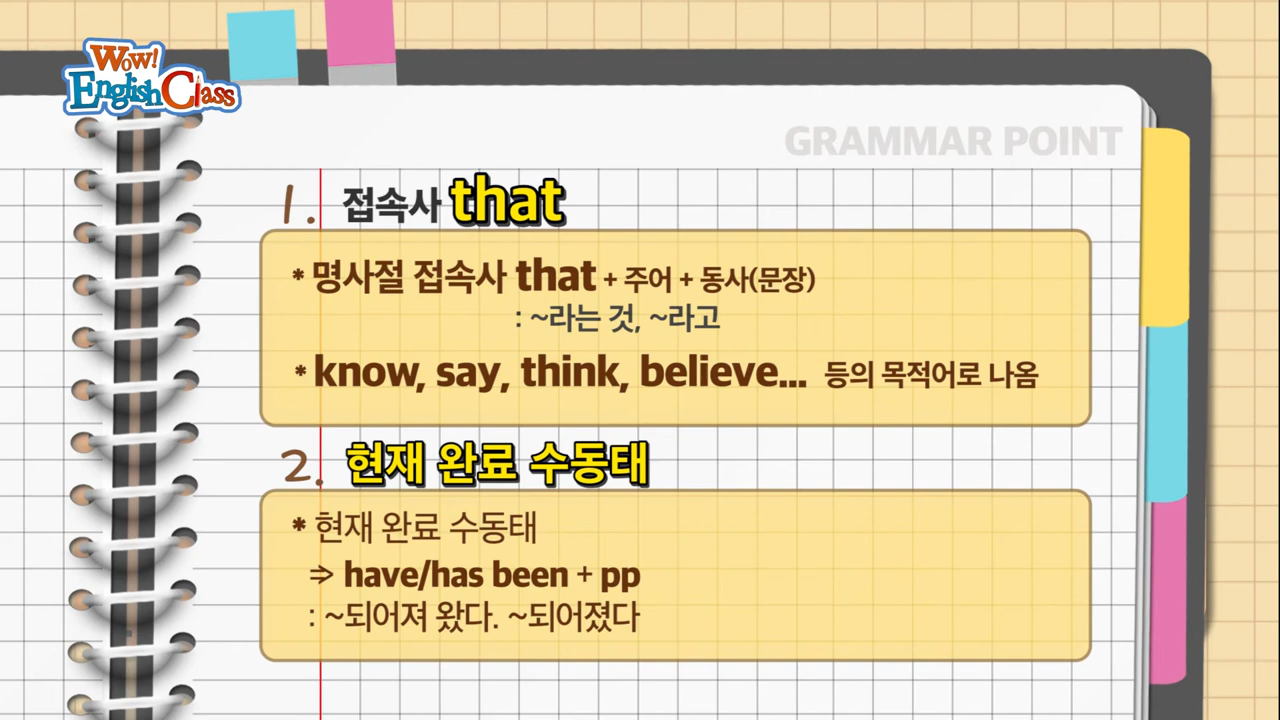 Wow!
English Class
GRAMMAR POINT
1. 접속사 that
* 명사절 접속사 that + 주어 + 동사(문장)
: ~라는 것, ~라고
* know, say, think, believe... 등의 목적어로 나옴
2. 현재 완료 수동태
* 현재 완료 수동태
⇒ have/has been + pp
: ~되어져 왔다. ~되어졌다